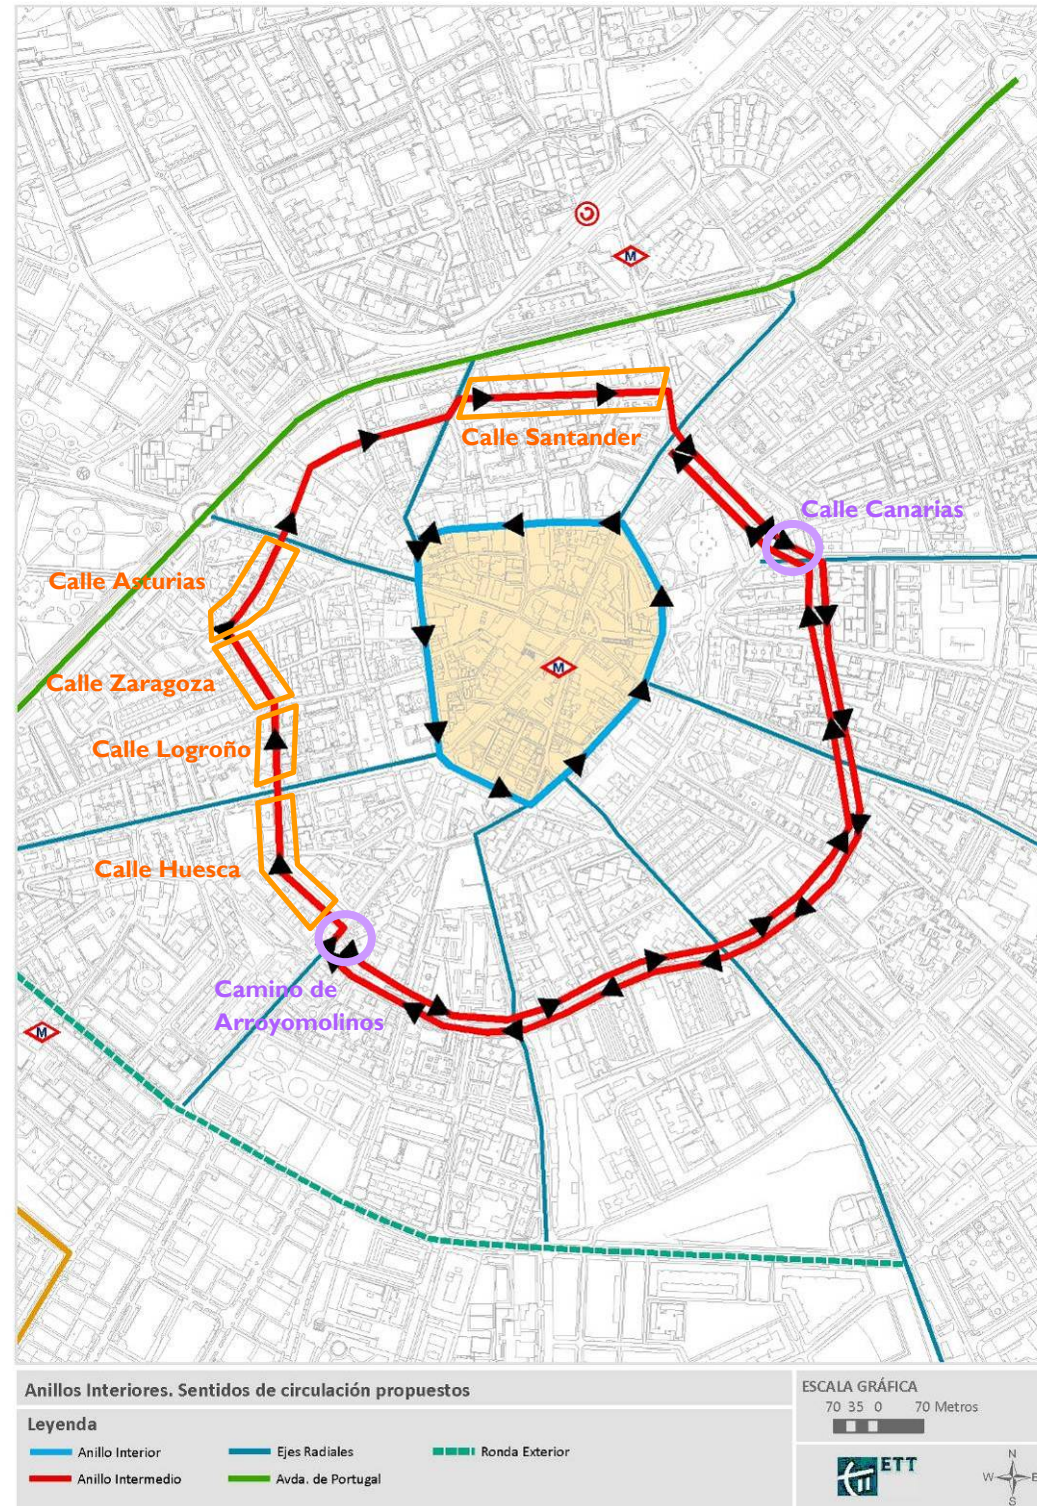 M
Calle Santander
Calle Canarias
Calle Asturias
M
Calle Zaragoza
Calle Logroño
Calle Huesca
Camino de
Arroyomolinos
M
Anillos Interiores. Sentidos de circulación propuestos
Leyenda
Anillo Interior
Ejes Radiales
Ronda Exterior
Anillo Intermedio
Avda. de Portugal
ESCALA GRÁFICA
70 35 0 70 Metros
ETT
N
W E
S